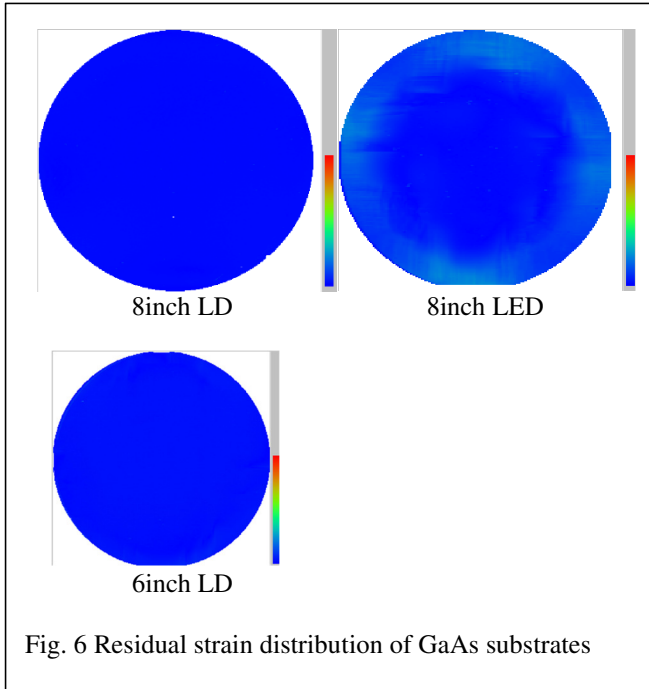 8inch LD
8inch LED
6inch LD
Fig. 6 Residual strain distribution of GaAs substrates